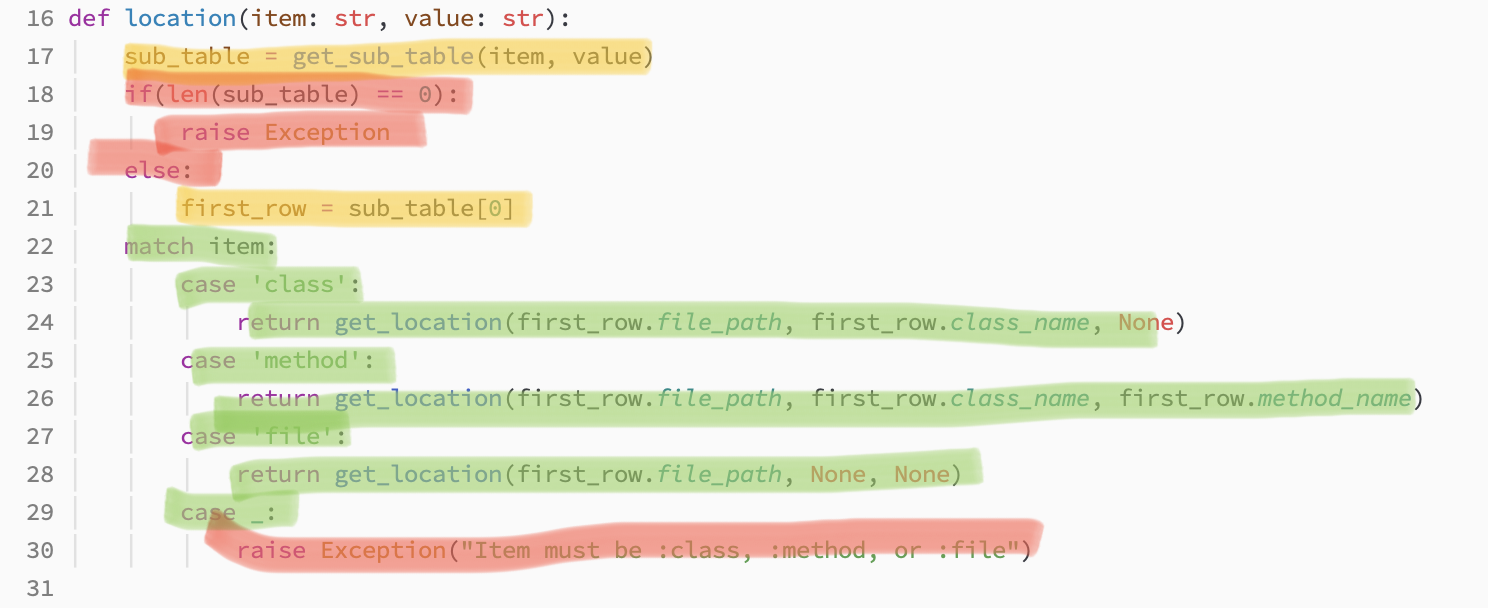 16 def location(item: str, value: str):
17     sub_table = get_sub_table(item, value)
18     if(len(sub_table) == 0):
19         raise Exception
20     else:
21         first_row = sub_table[0]
22     match item:
23         case 'class':
24             return get_location(first_row.file_path, first_row.class_name, None)
25         case 'method':
26             return get_location(first_row.file_path, first_row.class_name, first_row.method_name)
27         case 'file':
28             return get_location(first_row.file_path, None, None)
29         case _:
30             raise Exception("Item must be :class, :method, or :file")
31